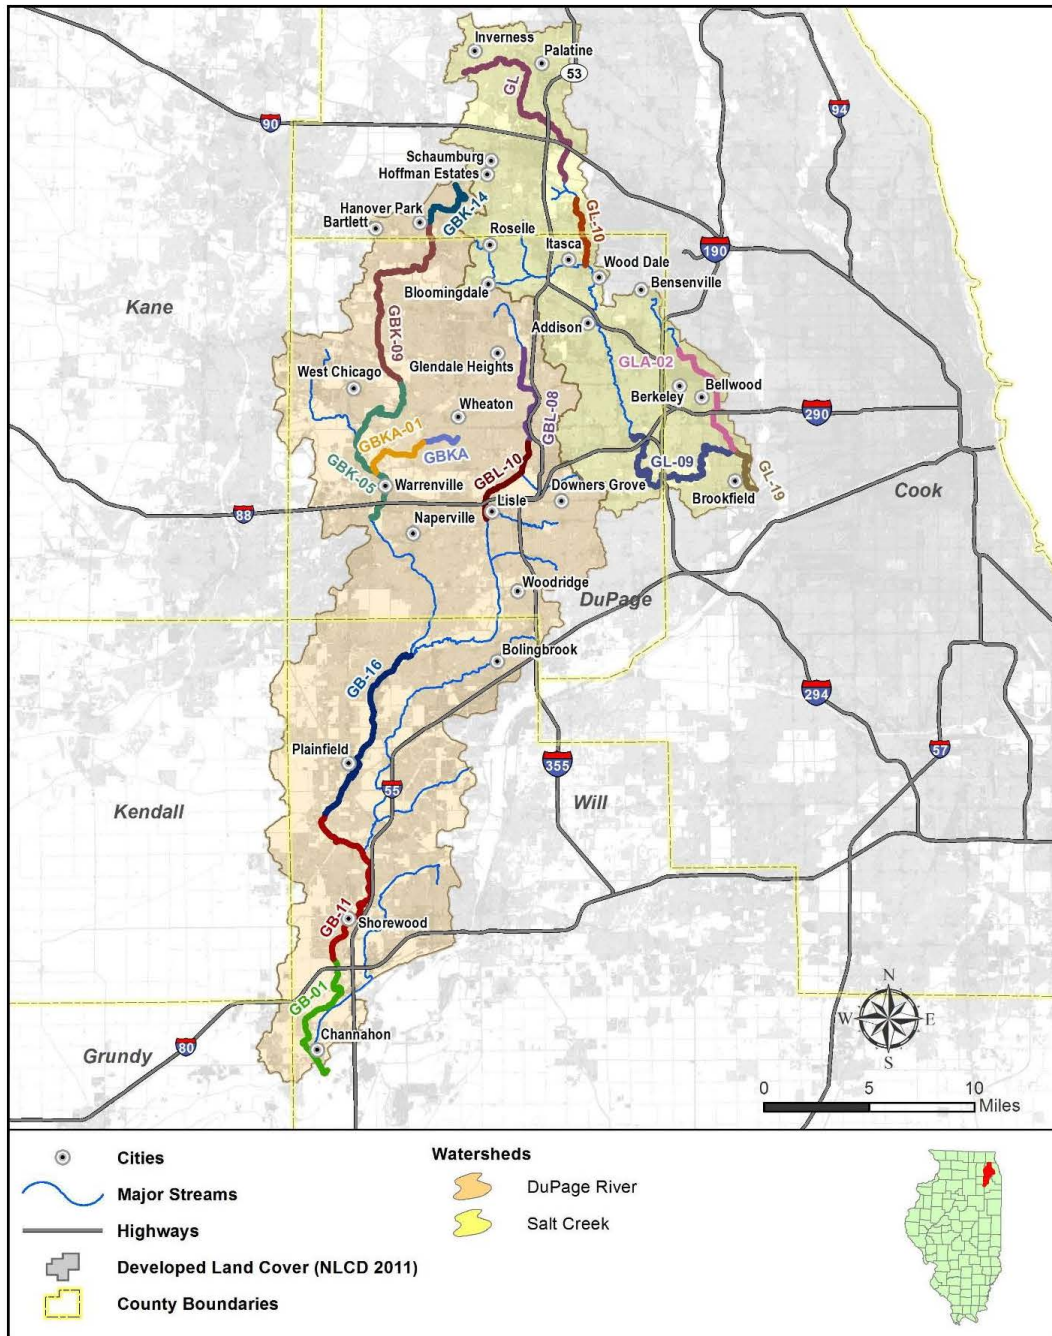 Inverness
Palatine
GL
53
94
90
Schaumburg
Hoffman Estates
GBK-14
Hanover Park
Bartlett
GL-10
Roselle
Itasca
190
Wood Dale
Bensenville
Bloomingdale
Kane
Addison
GBK-09
Glendale Heights
GLA-02
West Chicago
Berkeley
Bellwood
290
Wheaton
GBL-08
GBKA-01
GBKA
GBL-10
GL-09
GL-19
GBK-05
Warrenville
Downers Grove
Brookfield
Cook
88
Lisle
Naperville
Woodridge
DuPage
Bolingbrook
GB-16
294
57
Plainfield
355
55
Kendall
Will
GB-11
Shorewood
GB-01
N
W
E
S
Channahon
Grundy
80
0 5 10
Miles
Cities
Major Streams
Highways
Developed Land Cover (NLCD 2011)
County Boundaries
Watersheds
DuPage River
Salt Creek